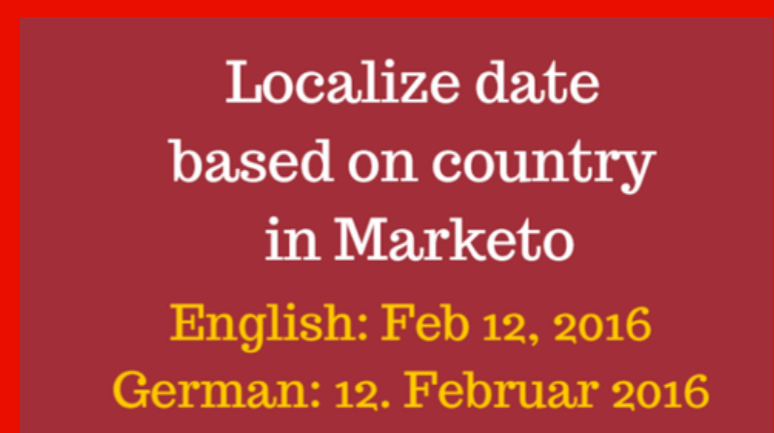 Localize date
based on country
in Marketo
English: Feb 12, 2016
German: 12. Februar 2016